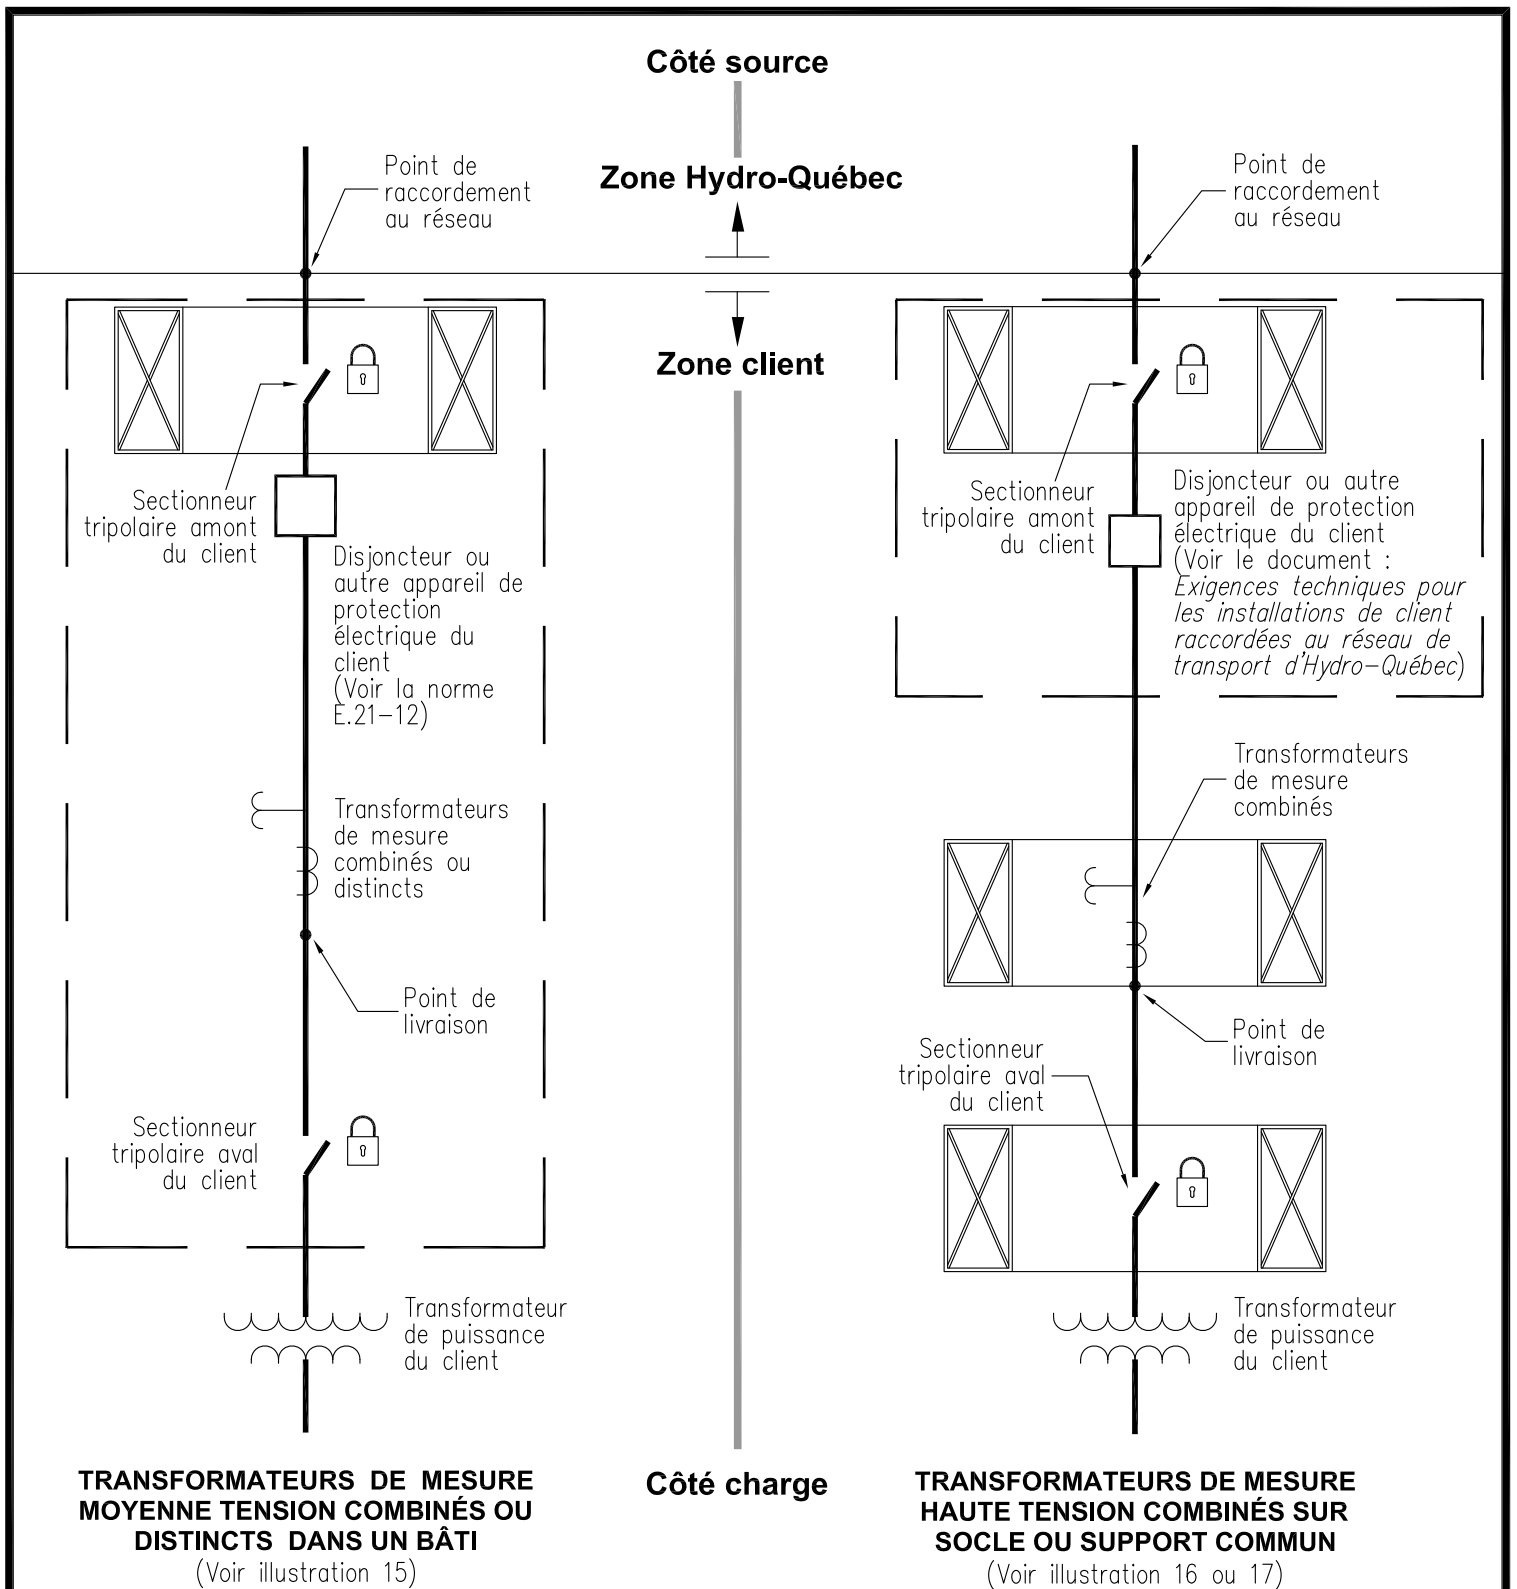 Côté source
Zone Hydro-Québec
Zone client
Côté charge
Point de
raccordement
au réseau
Sectionneur
tripolaire amont
du client
Disjoncteur ou
autre appareil de
protection
électrique du
client
(Voir la norme
E.21-12)
Transformateurs
de mesure
combinés ou
distincts
Point de
livraison
Sectionneur
tripolaire aval
du client
Transformateur
de puissance
du client
TRANSFORMATEURS DE MESURE
MOYENNE TENSION COMBINÉS OU
DISTINCTS DANS UN BÂTI
(Voir illustration 15)
Point de
raccordement
au réseau
Sectionneur
tripolaire amont
du client
Disjoncteur ou autre
appareil de protection
électrique du client
(Voir le document :
Exigences techniques pour
les installations de client
raccordées au réseau de
transport d'Hydro-Québec)
Transformateurs
de mesure
combinés
Point de
livraison
Sectionneur
tripolaire aval
du client
Transformateur
de puissance
du client
TRANSFORMATEURS DE MESURE
HAUTE TENSION COMBINÉS SUR
SOCLE OU SUPPORT COMMUN
(Voir illustration 16 ou 17)